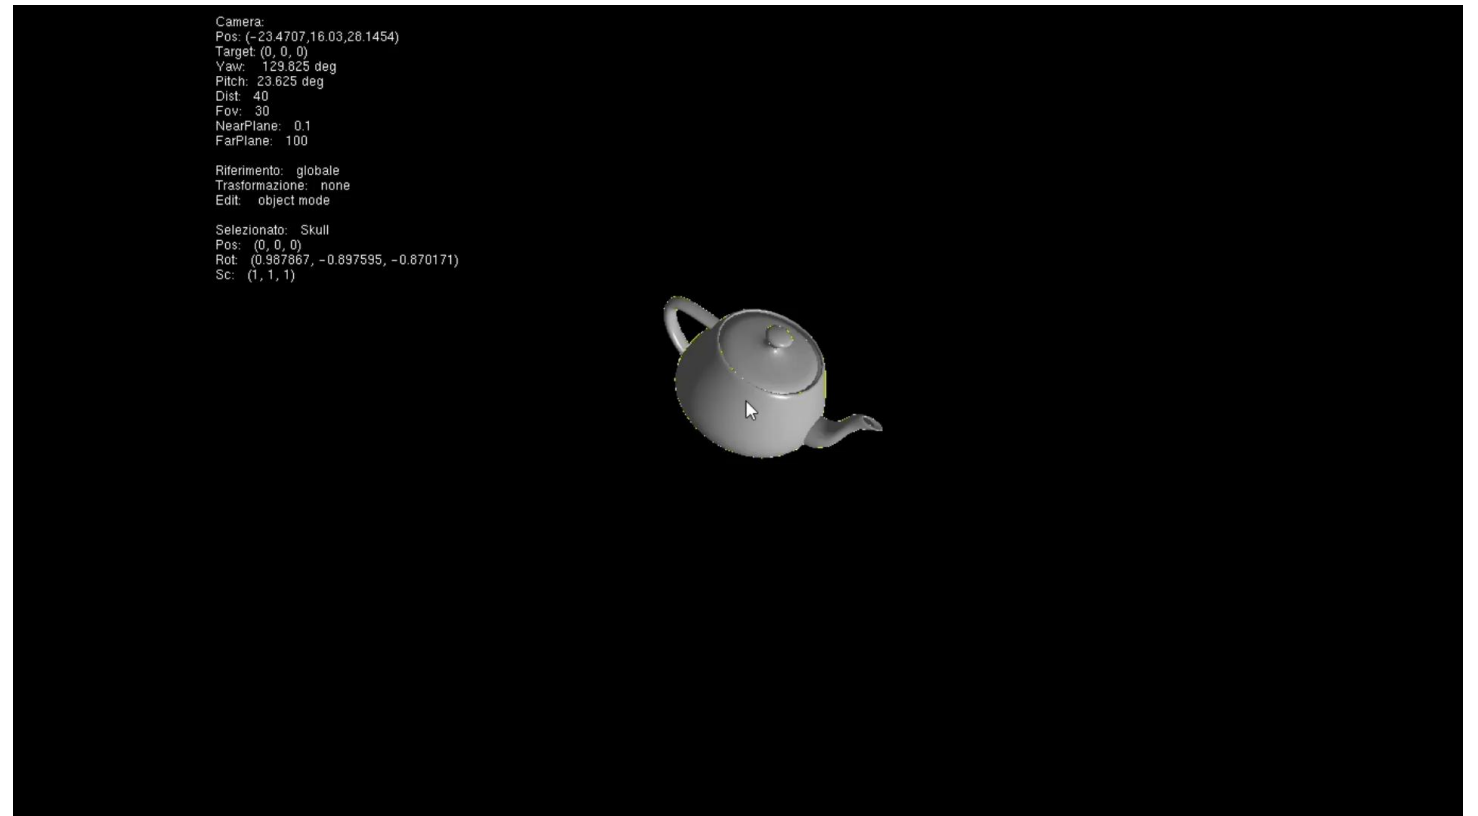 Camera:
Pos: (-23.4707,16.03,28.1454)
Target: (0, 0, 0)
Yaw: 129.825 deg
Pitch: 23.625 deg
Dist: 40
Fov: 30
NearPlane: 0.1
FarPlane: 100
Riferimento: globale
Trasformazione: none
Edit: object mode
Selezionato: Skull
Pos: (0, 0, 0)
Rot: (0.987867, -0.897595, -0.870171)
Sc: (1, 1, 1)